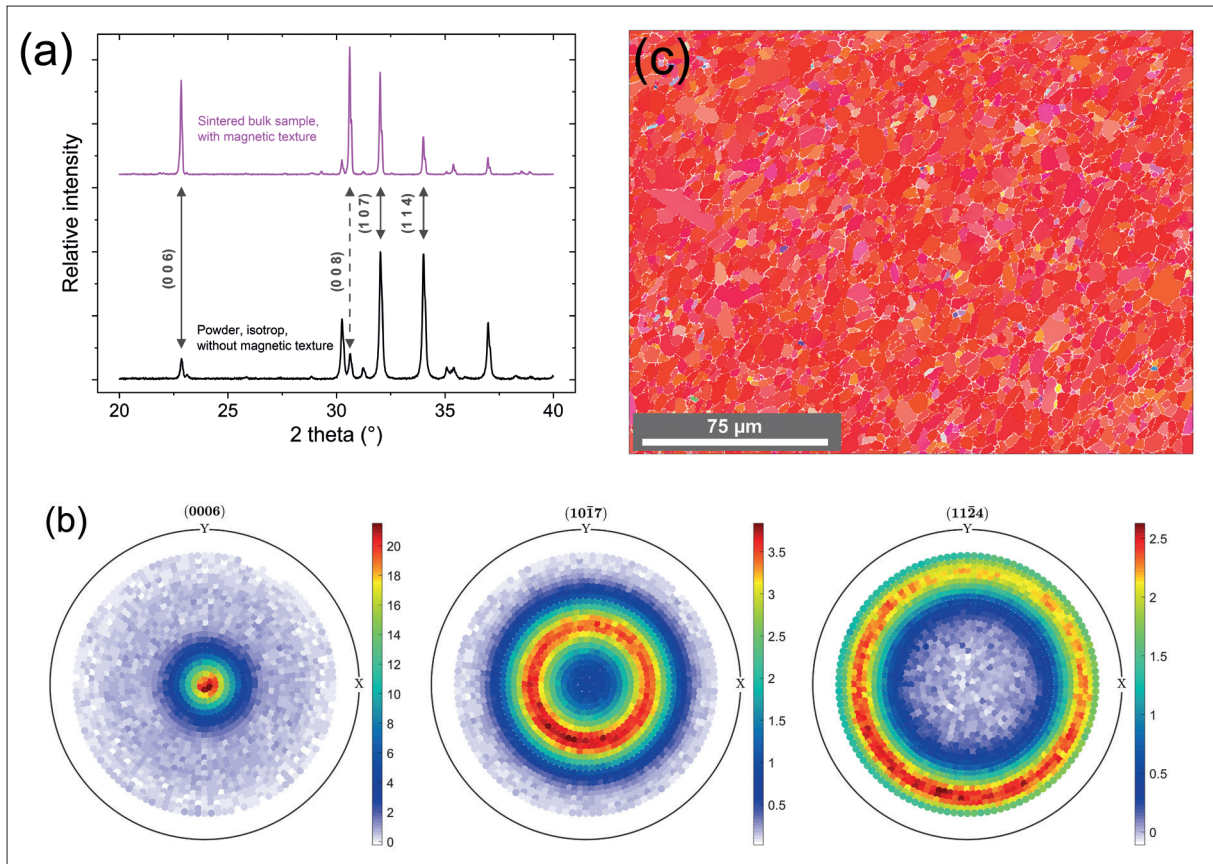 (a)
Relative intensity
Sintered bulk sample,
with magnetic texture
(0 0 6)
(0 0 8)
(1 0 7)
(1 1 4)
Powder, isotrop,
without magnetic texture
20 25 30 35 40
2 theta (°)
(c)
75 µm
(b)
(0006)
Y
X
20
18
16
14
12
10
8
6
4
2
0
(101̄7)
Y
X
3.5
3
2.5
2
1.5
1
0.5
(112̄4)
Y
X
2.5
2
1.5
1
0.5
0